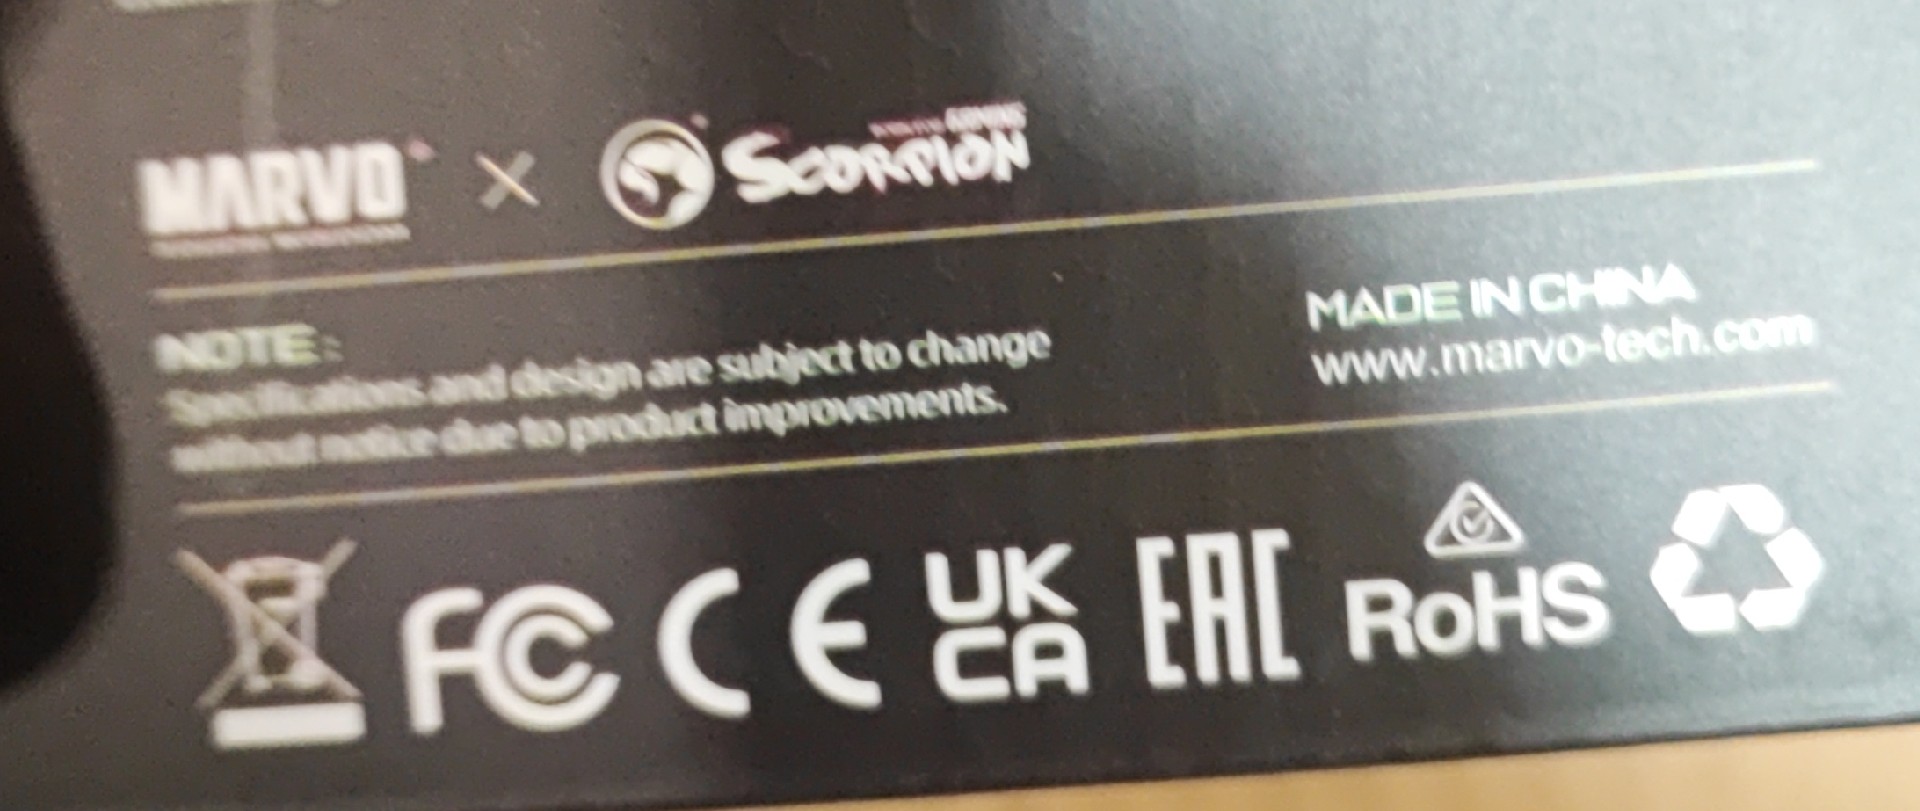 MARVO
SCORPION
NOTE:
Specifications and design are subject to change
without notice due to product improvements.
MADE IN CHINA
www.marvo-tech.com
FC CE UK
CA EAC RoHS